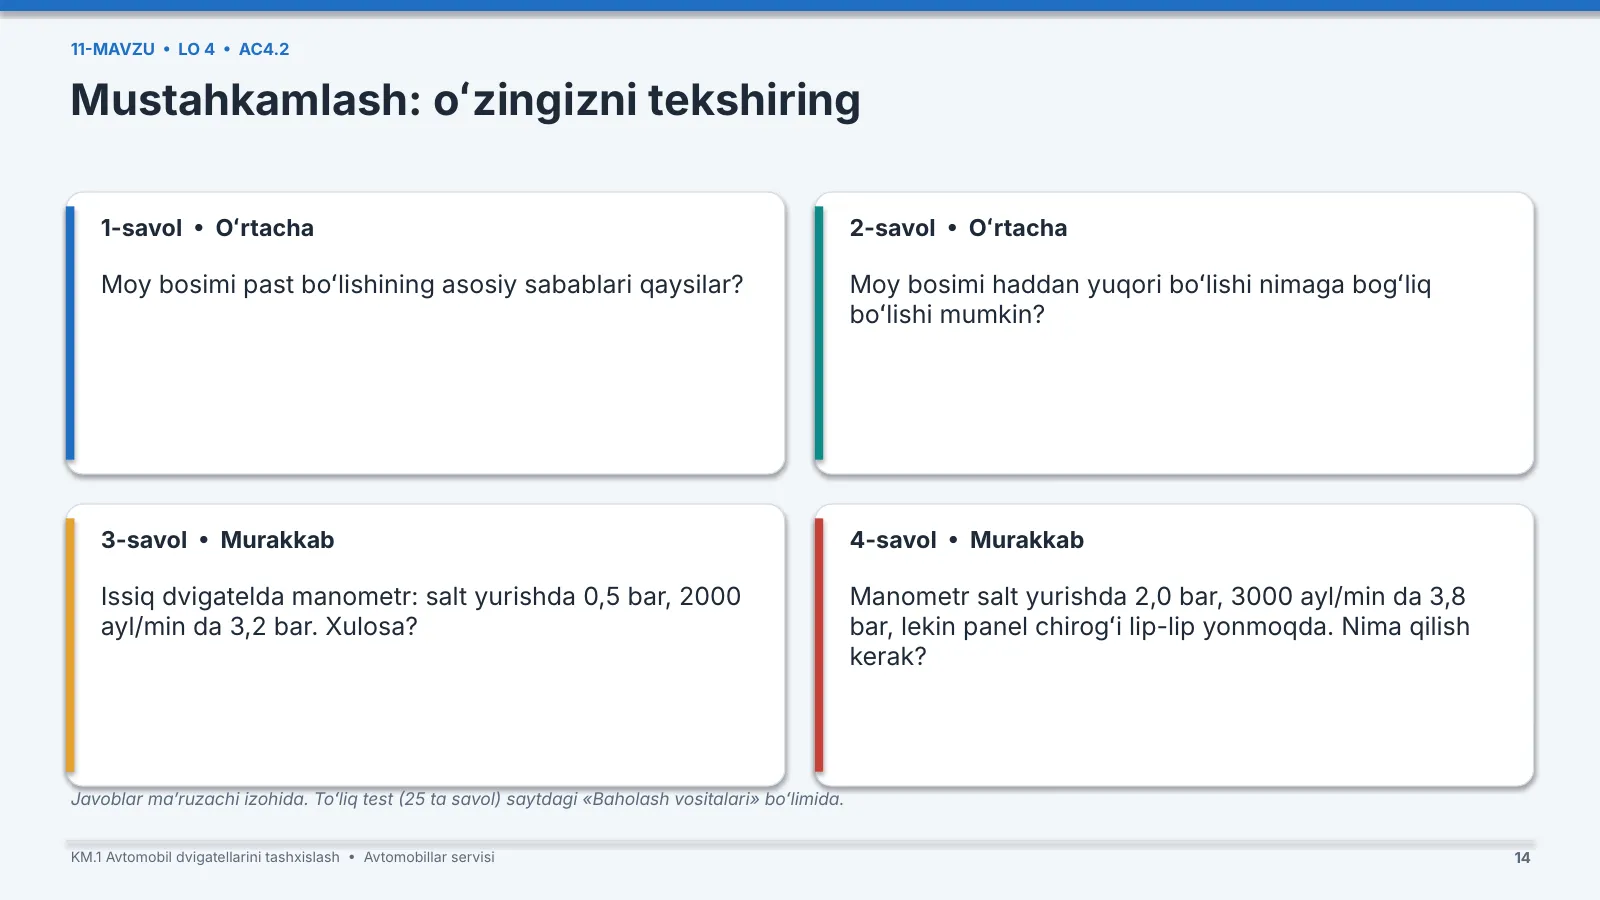 11-MAVZU • LO 4 • AC4.2
Mustahkamlash: oʻzingizni tekshiring
1-savol • Oʻrtacha
Moy bosimi past boʻlishining asosiy sabablari qaysilar?
2-savol • Oʻrtacha
Moy bosimi haddan yuqori boʻlishi nimaga bogʻliq
boʻlishi mumkin?
3-savol • Murakkab
Issiq dvigatelda manometr: salt yurishda 0,5 bar, 2000
ayl/min da 3,2 bar. Xulosa?
4-savol • Murakkab
Manometr salt yurishda 2,0 bar, 3000 ayl/min da 3,8
bar, lekin panel chirogʻi lip-lip yonmoqda. Nima qilish
kerak?
Javoblar maʼruzachi izohida. Toʻliq test (25 ta savol) saytdagi «Baholash vositalari» boʻlimida.
KM.1 Avtomobil dvigatellarini tashxislash • Avtomobillar servisi
14